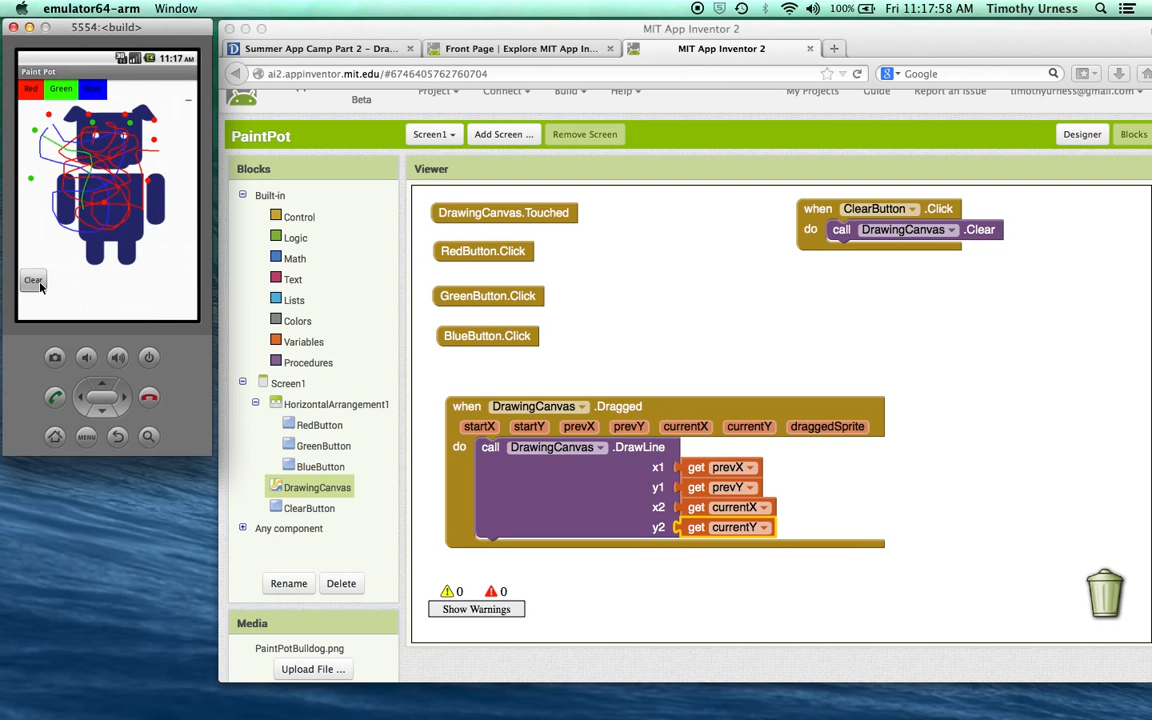 emulator64-arm Window
100% Fri 11:17:58 AM Timothy Urness
5554:<build>
11:17 AM
Paint Pot
Red Green Blue
Clear
MIT App Inventor 2
Summer App Camp Part 2 – Dra...
Front Page | Explore MIT App In...
MIT App Inventor 2
ai2.appinventor.mit.edu/#6746405762760704
Google
Beta
Project Connect Build Help My Projects Guide Report an Issue timothyurness@gmail.com
PaintPot
Screen1 Add Screen ... Remove Screen Designer Blocks
Blocks
Viewer
Built-in
Control
Logic
Math
Text
Lists
Colors
Variables
Procedures
Screen1
HorizontalArrangement1
RedButton
GreenButton
BlueButton
DrawingCanvas
ClearButton
Any component
Rename Delete
Media
PaintPotBulldog.png
Upload File ...
DrawingCanvas.Touched
RedButton.Click
GreenButton.Click
BlueButton.Click
when ClearButton .Click
do call DrawingCanvas .Clear
when DrawingCanvas .Dragged
startX startY prevX prevY currentX currentY draggedSprite
do call DrawingCanvas .DrawLine
x1 get prevX
y1 get prevY
x2 get currentX
y2 get currentY
0 0
Show Warnings
MENU